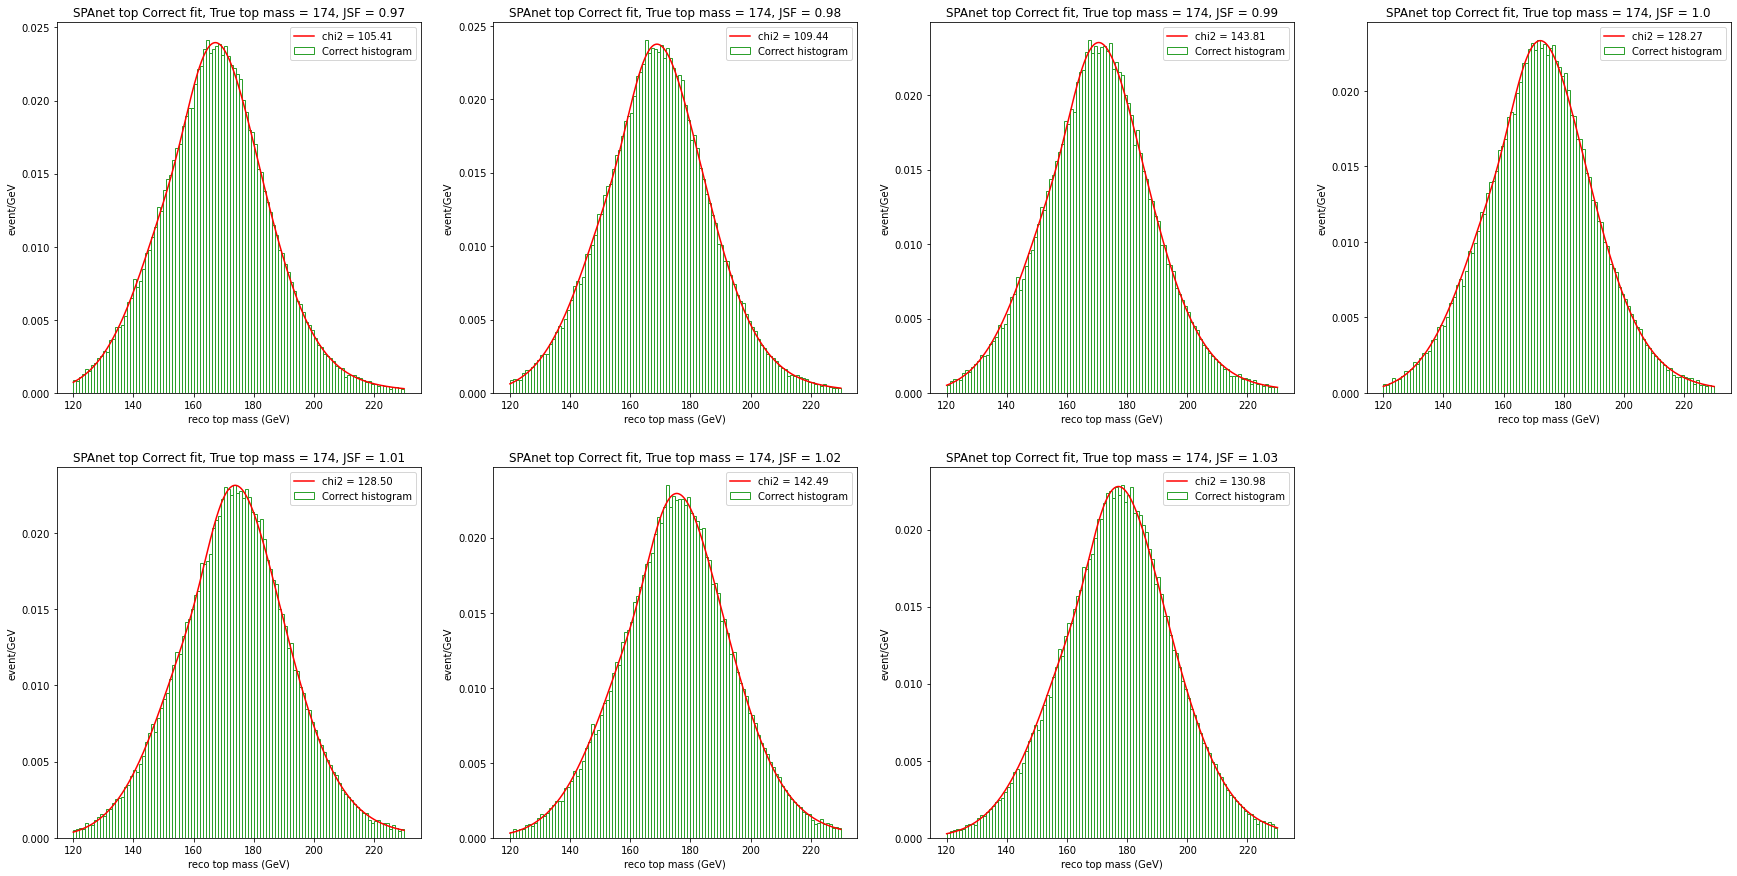 SPAnet top Correct fit, True top mass = 174, JSF = 0.97
chi2 = 105.41
Correct histogram
event/GeV
0.025
0.020
0.015
0.010
0.005
0.000
120 140 160 180 200 220
reco top mass (GeV)
SPAnet top Correct fit, True top mass = 174, JSF = 0.98
chi2 = 109.44
Correct histogram
event/GeV
0.025
0.020
0.015
0.010
0.005
0.000
120 140 160 180 200 220
reco top mass (GeV)
SPAnet top Correct fit, True top mass = 174, JSF = 0.99
chi2 = 143.81
Correct histogram
event/GeV
0.020
0.015
0.010
0.005
0.000
120 140 160 180 200 220
reco top mass (GeV)
SPAnet top Correct fit, True top mass = 174, JSF = 1.0
chi2 = 128.27
Correct histogram
event/GeV
0.020
0.015
0.010
0.005
0.000
120 140 160 180 200 220
reco top mass (GeV)
SPAnet top Correct fit, True top mass = 174, JSF = 1.01
chi2 = 128.50
Correct histogram
event/GeV
0.020
0.015
0.010
0.005
0.000
120 140 160 180 200 220
reco top mass (GeV)
SPAnet top Correct fit, True top mass = 174, JSF = 1.02
chi2 = 142.49
Correct histogram
event/GeV
0.020
0.015
0.010
0.005
0.000
120 140 160 180 200 220
reco top mass (GeV)
SPAnet top Correct fit, True top mass = 174, JSF = 1.03
chi2 = 130.98
Correct histogram
event/GeV
0.020
0.015
0.010
0.005
0.000
120 140 160 180 200 220
reco top mass (GeV)